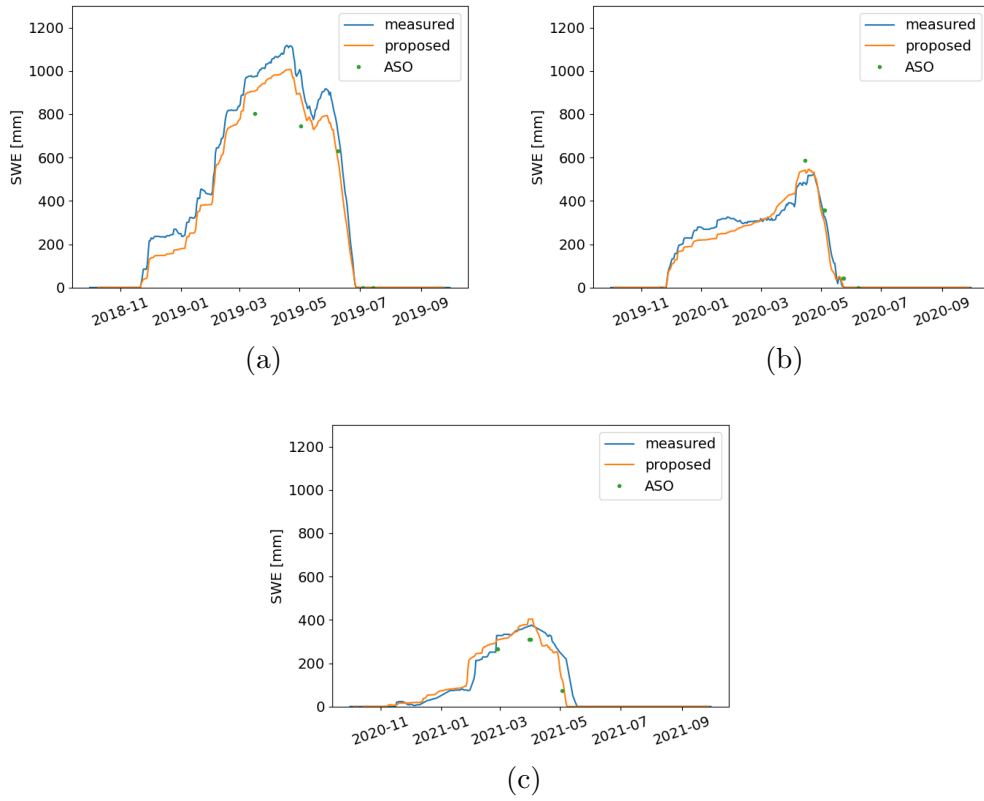 1200
1000
800
600
400
200
0
SWE [mm]
measured
proposed
ASO
2018-11
2019-01
2019-03
2019-05
2019-07
2019-09
(a)
1200
1000
800
600
400
200
0
SWE [mm]
measured
proposed
ASO
2019-11
2020-01
2020-03
2020-05
2020-07
2020-09
(b)
1200
1000
800
600
400
200
0
SWE [mm]
measured
proposed
ASO
2020-11
2021-01
2021-03
2021-05
2021-07
2021-09
(c)